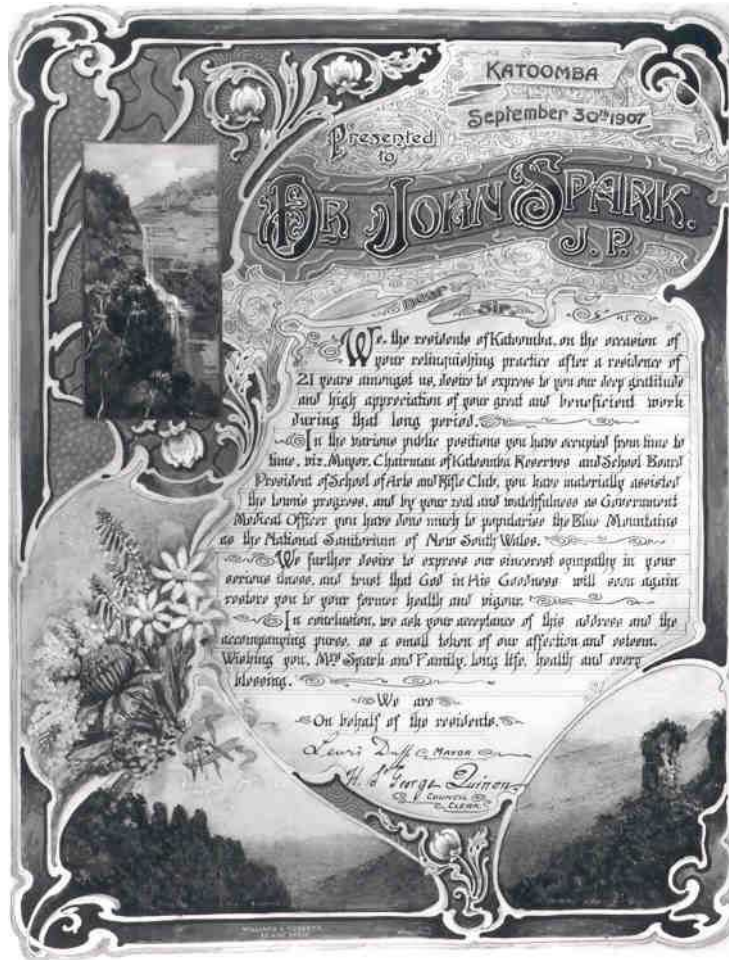 KATOOMBA
September 30th 1907
Presented
to
DR JOHN SPARK.
J.P.
Dear Sir.
We, the residents of Katoomba, on the occasion of
your relinquishing practice after a residence of
21 years amongst us, desire to express to you our deep gratitude
and high appreciation of your great and beneficient work
during that long period.
In the various public positions you have occupied from time to
time, viz. Mayor, Chairman of Katoomba Reserves and School Board
President of School of Arts and Rifle Club, you have materially assisted
the town's progress, and by your zeal and watchfulness as Government
Medical Officer you have done much to popularise the Blue Mountains
as the National Sanitorium of New South Wales.
We further desire to express our sincerest sympathy in your
serious illness, and trust that God in His Goodness will soon again
restore you to your former health and vigour.
In conclusion, we ask your acceptance of this address and the
accompanying purse, as a small token of our affection and esteem.
Wishing you, Mrs Spark and Family, long life, health and every
blessing.
We are
On behalf of the residents.
Lewis Duff MAYOR
H. St George Quinon
COUNCIL
CLERK